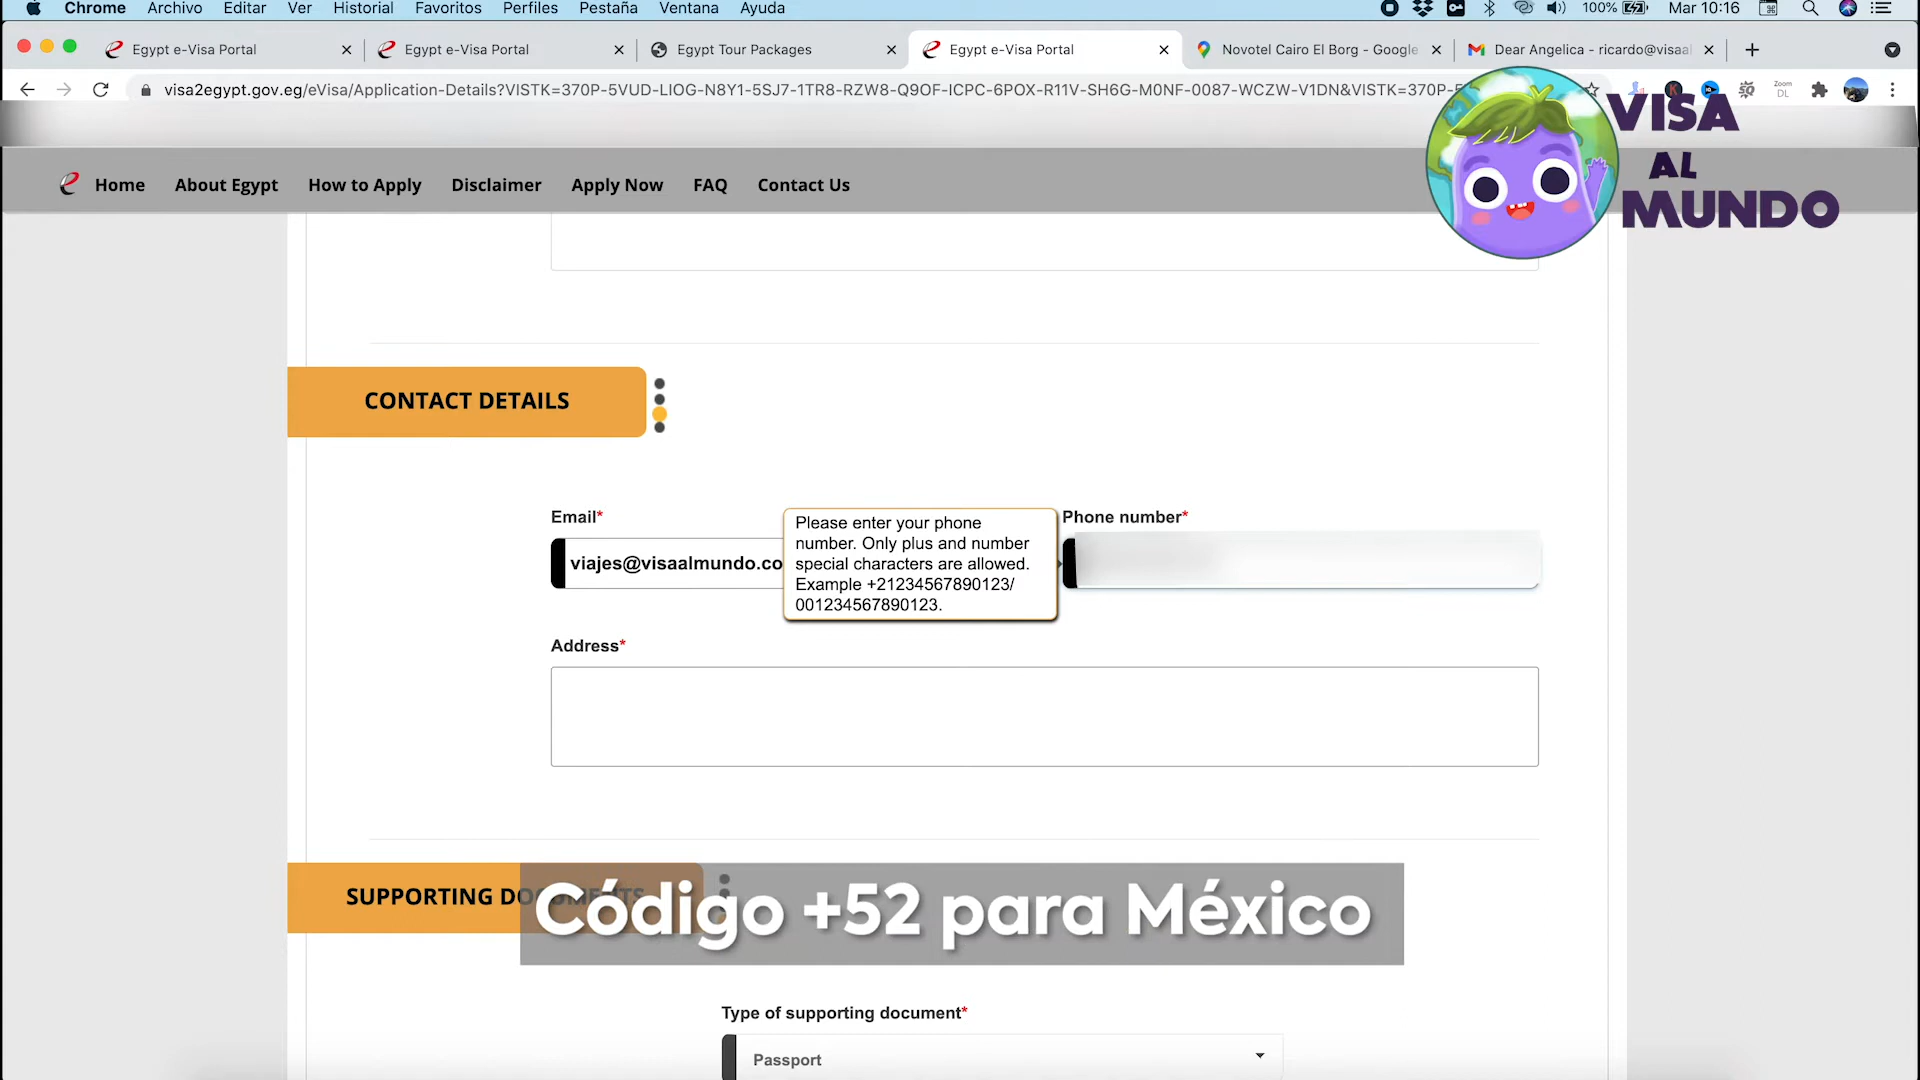 Chrome Archivo Editar Ver Historial Favoritos Perfiles Pestaña Ventana Ayuda 100% Mar 10:16
Egypt e-Visa Portal Egypt e-Visa Portal Egypt Tour Packages Egypt e-Visa Portal Novotel Cairo El Borg - Google Dear Angelica - ricardo@visaal
visa2egypt.gov.eg/eVisa/Application-Details?VISTK=370P-5VUD-LIOG-N8Y1-5SJ7-1TR8-RZW8-Q9OF-ICPC-6POX-R11V-SH6G-M0NF-0087-WCZW-V1DN&VISTK=370P-5
Zoom
DL
VISA
AL
MUNDO
Home About Egypt How to Apply Disclaimer Apply Now FAQ Contact Us
CONTACT DETAILS
Email*
viajes@visaalmundo.co
Please enter your phone
number. Only plus and number
special characters are allowed.
Example +21234567890123/
001234567890123.
Phone number*
Address*
SUPPORTING DOCUMENTS
Código +52 para México
Type of supporting document*
Passport